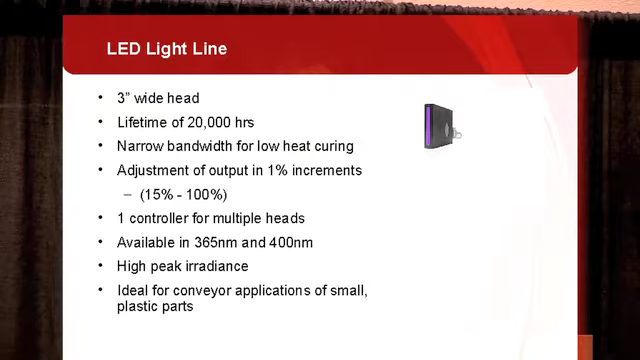 LED Light Line
• 3” wide head
• Lifetime of 20,000 hrs
• Narrow bandwidth for low heat curing
• Adjustment of output in 1% increments
– (15% - 100%)
• 1 controller for multiple heads
• Available in 365nm and 400nm
• High peak irradiance
• Ideal for conveyor applications of small,
plastic parts